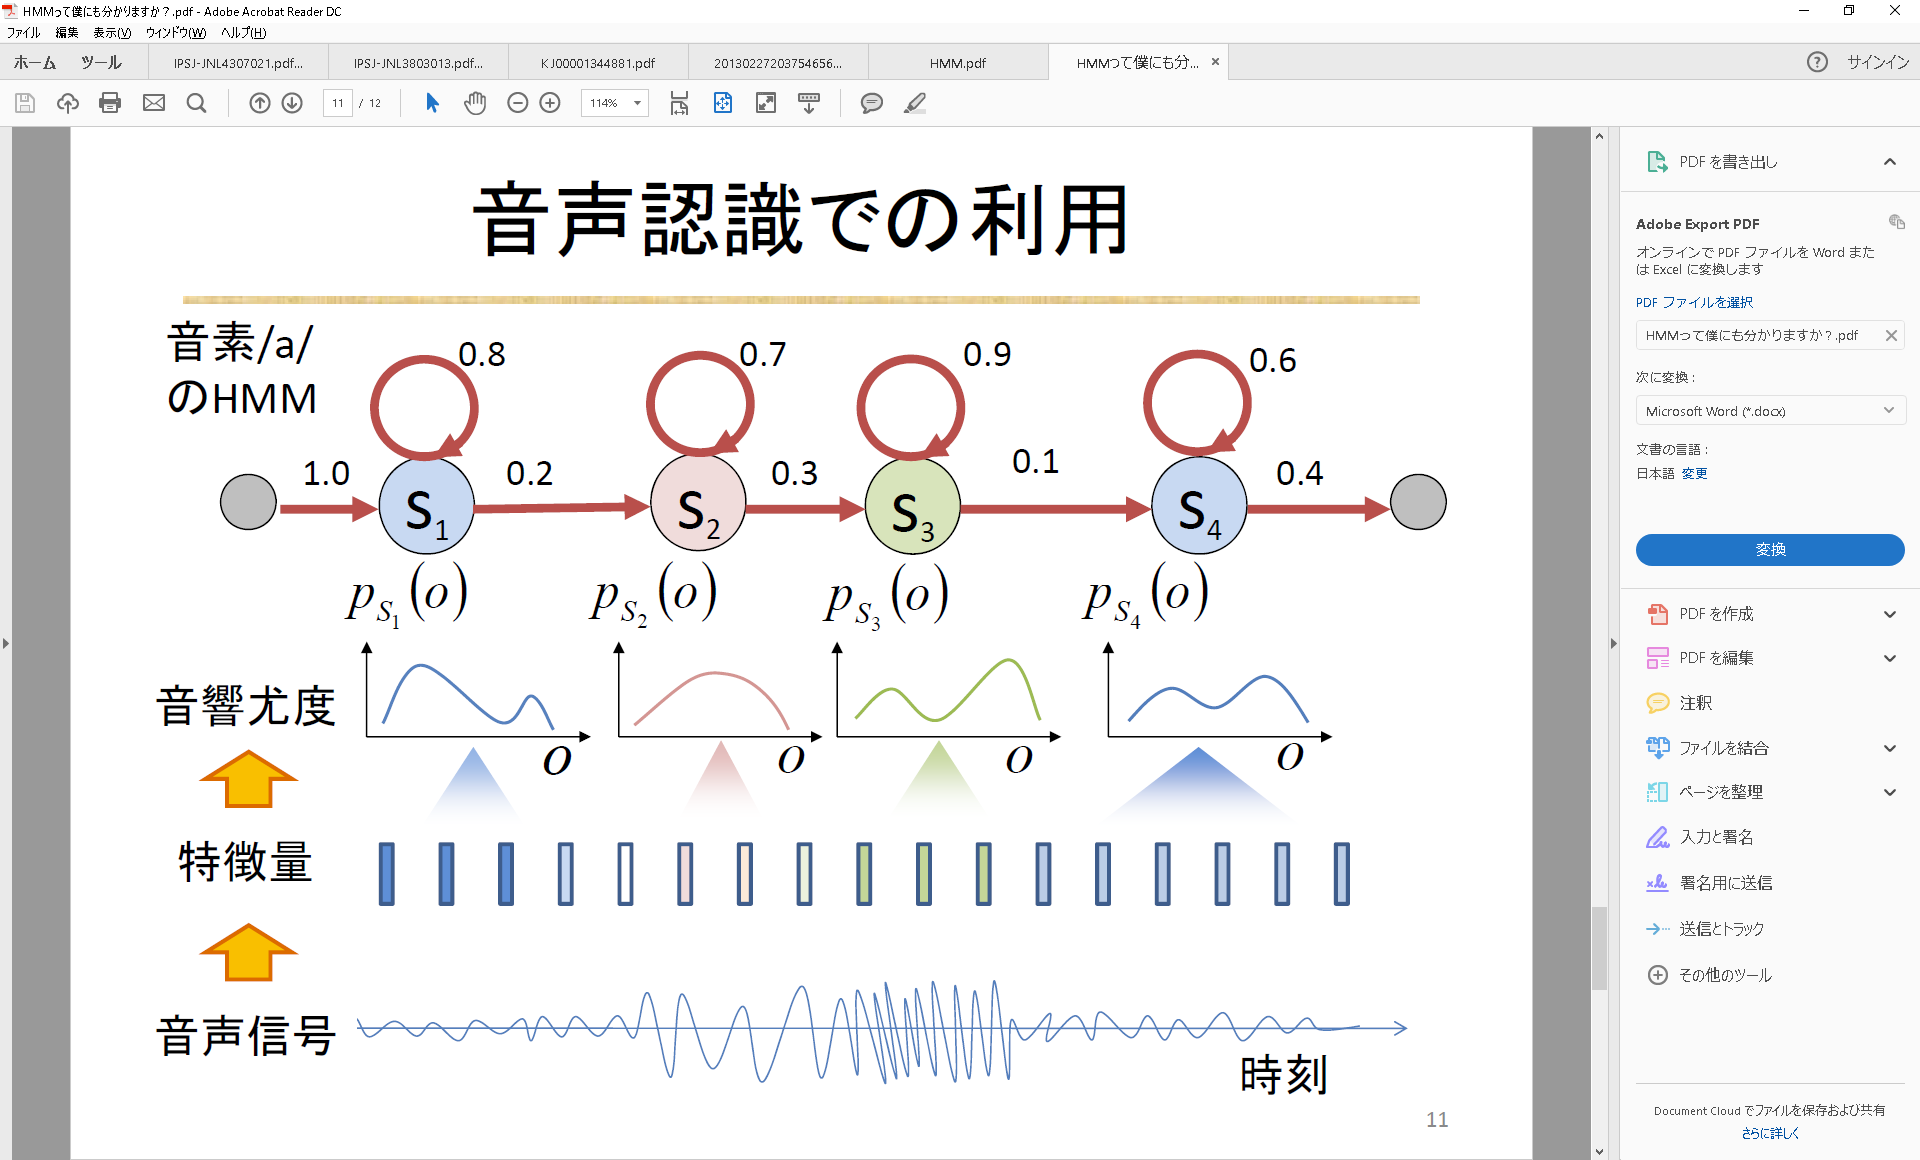 HMMって僕にも分かりますか？.pdf - Adobe Acrobat Reader DC
ファイル 編集 表示(V) ウィンドウ(W) ヘルプ(H)
ホーム ツール IPSJ-JNL4307021.pdf... IPSJ-JNL3803013.pdf... KJ00001344881.pdf 20130227203754656... HMM.pdf HMMって僕にも分... × サインイン
11 / 12 114%
音声認識での利用
音素/a/
のHMM
0.8 0.7 0.9 0.6
1.0 0.2 0.3 0.1 0.4
S1 S2 S3 S4
pS1(o) pS2(o) pS3(o) pS4(o)
音響尤度
o o o o
特徴量
音声信号
時刻
11
PDF を書き出し
Adobe Export PDF
オンラインで PDF ファイルを Word また
は Excel に変換します
PDF ファイルを選択
HMMって僕にも分かりますか？.pdf
次に変換 :
Microsoft Word (*.docx)
文書の言語 :
日本語 変更
変換
PDF を作成
PDF を編集
注釈
ファイルを結合
ページを整理
入力と署名
署名用に送信
送信とトラック
その他のツール
Document Cloud でファイルを保存および共有
さらに詳しく